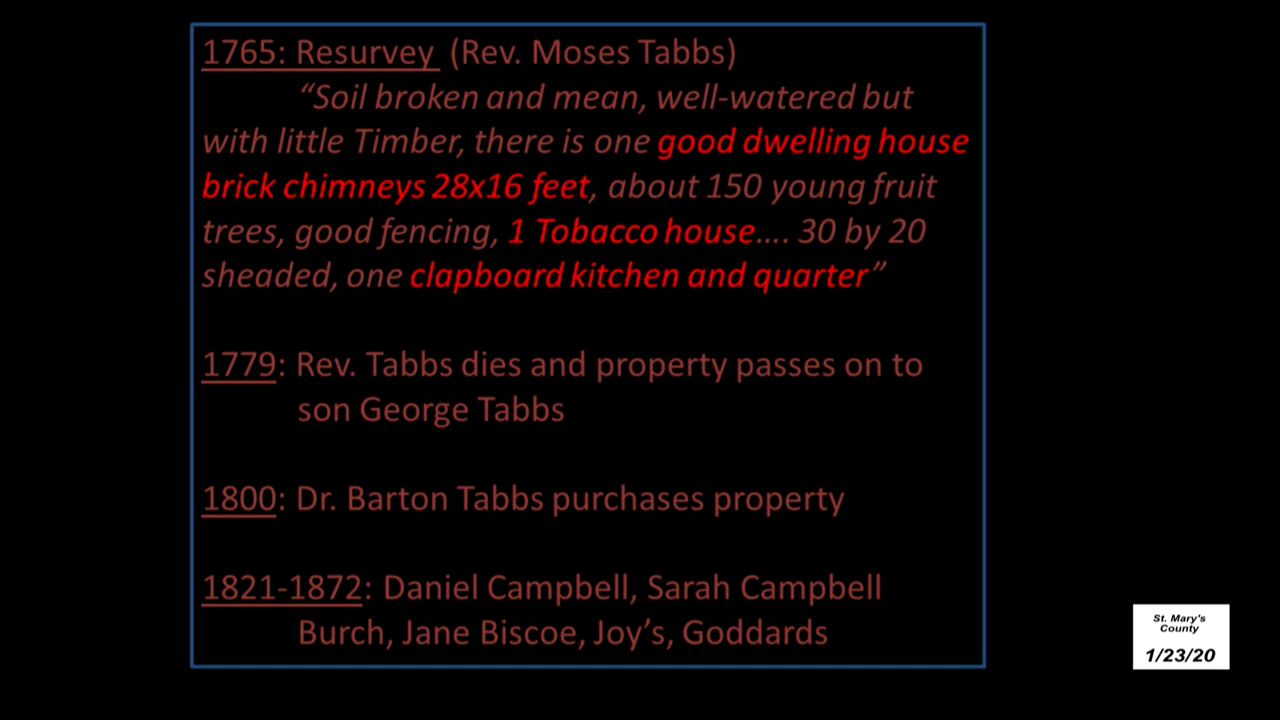 1765: Resurvey (Rev. Moses Tabbs)
“Soil broken and mean, well-watered but
with little Timber, there is one good dwelling house
brick chimneys 28x16 feet, about 150 young fruit
trees, good fencing, 1 Tobacco house…. 30 by 20
sheaded, one clapboard kitchen and quarter”
1779: Rev. Tabbs dies and property passes on to
son George Tabbs
1800: Dr. Barton Tabbs purchases property
1821-1872: Daniel Campbell, Sarah Campbell
Burch, Jane Biscoe, Joy’s, Goddards
St. Mary's
County
1/23/20